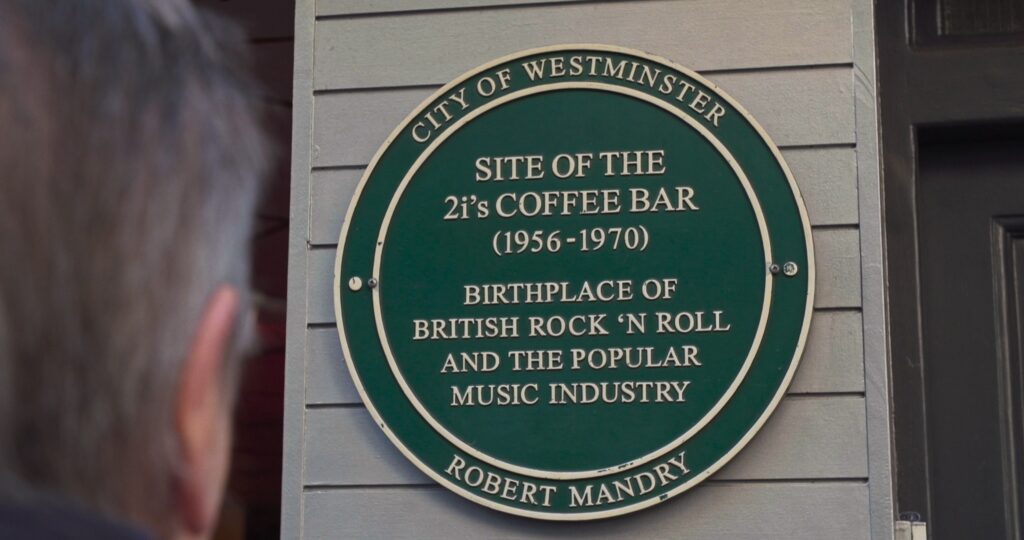 CITY OF WESTMINSTER
SITE OF THE
2i's COFFEE BAR
(1956-1970)
BIRTHPLACE OF
BRITISH ROCK 'N ROLL
AND THE POPULAR
MUSIC INDUSTRY
ROBERT MANDRY